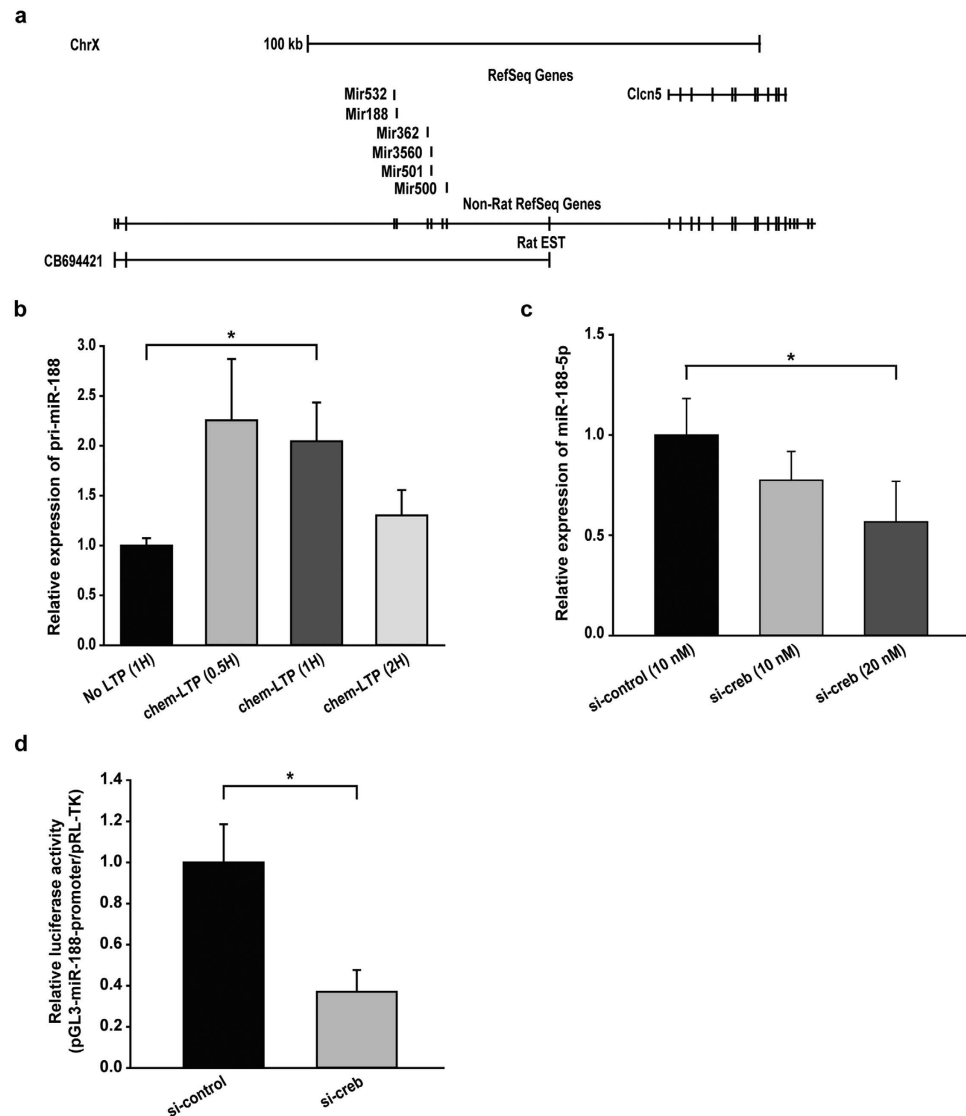 a
ChrX
100 kb
RefSeq Genes
Mir532
Clcn5
Mir188
Mir362
Mir3560
Mir501
Mir500
Non-Rat RefSeq Genes
Rat EST
CB694421
b
Relative expression of pri-miR-188
3.0
2.5
2.0
1.5
1.0
0.5
0.0
*
No LTP (1H)
chem-LTP (0.5H)
chem-LTP (1H)
chem-LTP (2H)
c
Relative expression of miR-188-5p
1.5
1.0
0.5
0.0
*
si-control (10 nM)
si-creb (10 nM)
si-creb (20 nM)
d
Relative luciferase activity
(pGL3-miR-188-promoter/pRL-TK)
1.4
1.2
1.0
0.8
0.6
0.4
0.2
0.0
*
si-control
si-creb